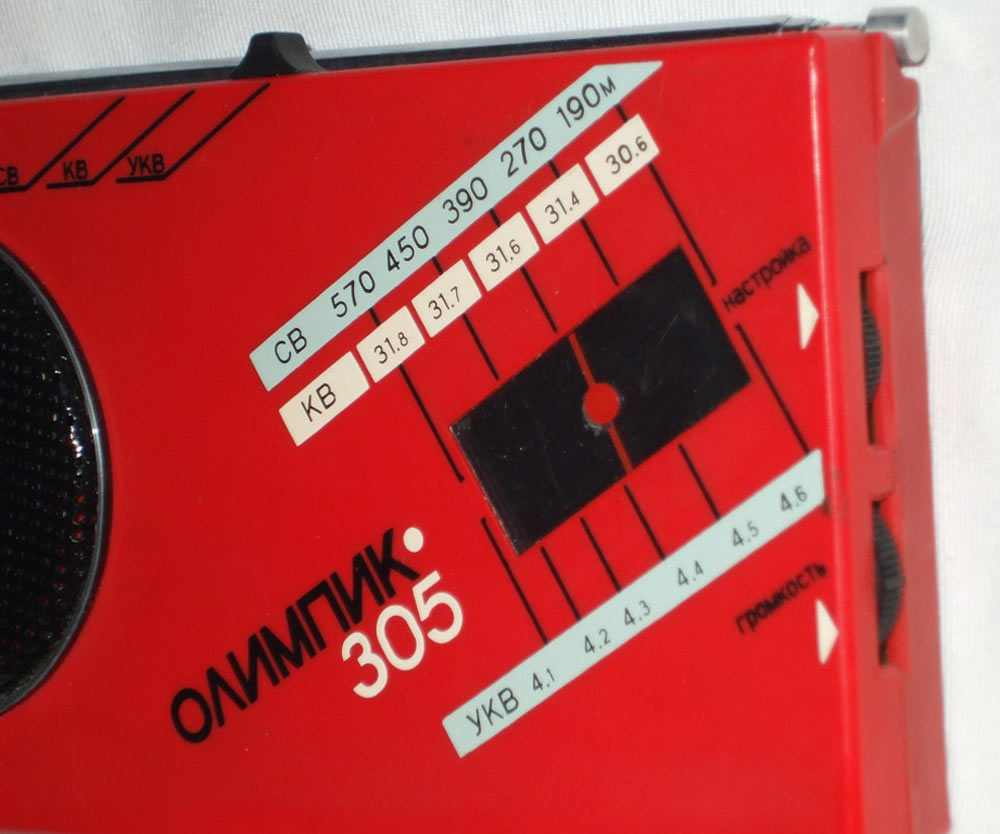 СВ КВ УКВ
СВ 570 450 390 270 190м
КВ 31.8 31.7 31.6 31.4 30.6
настройка
ОЛИМПИК
305
УКВ 4.1 4.2 4.3 4.4 4.5 4.6
громкость